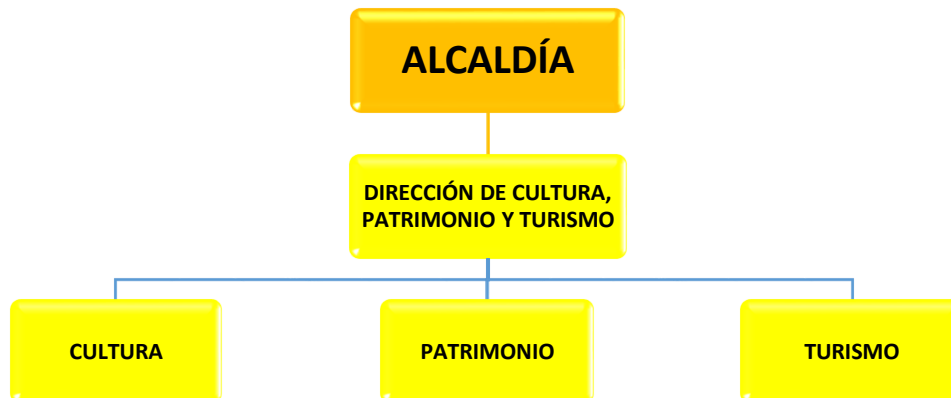 ALCALDÍA
DIRECCIÓN DE CULTURA,
PATRIMONIO Y TURISMO
CULTURA
PATRIMONIO
TURISMO